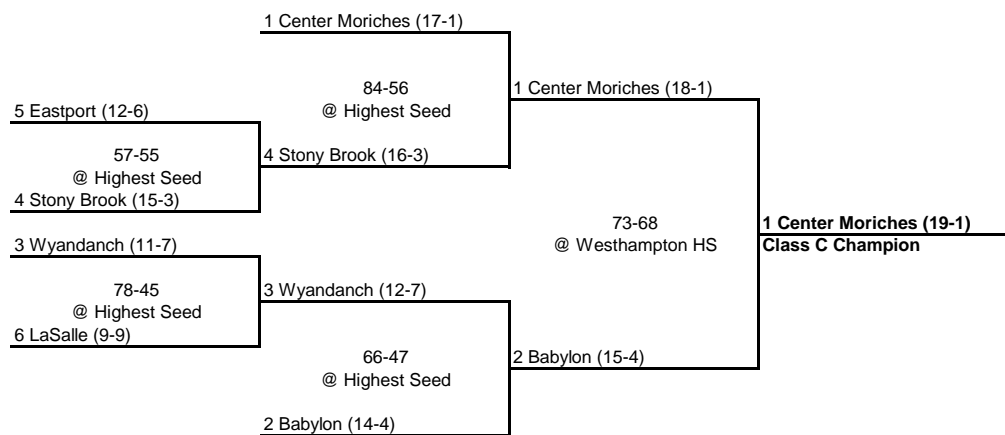 1 Center Moriches (17-1)
84-56
@ Highest Seed
1 Center Moriches (18-1)
5 Eastport (12-6)
57-55
@ Highest Seed
4 Stony Brook (16-3)
4 Stony Brook (15-3)
73-68
@ Westhampton HS
1 Center Moriches (19-1)
Class C Champion
3 Wyandanch (11-7)
78-45
@ Highest Seed
3 Wyandanch (12-7)
6 LaSalle (9-9)
66-47
@ Highest Seed
2 Babylon (15-4)
2 Babylon (14-4)